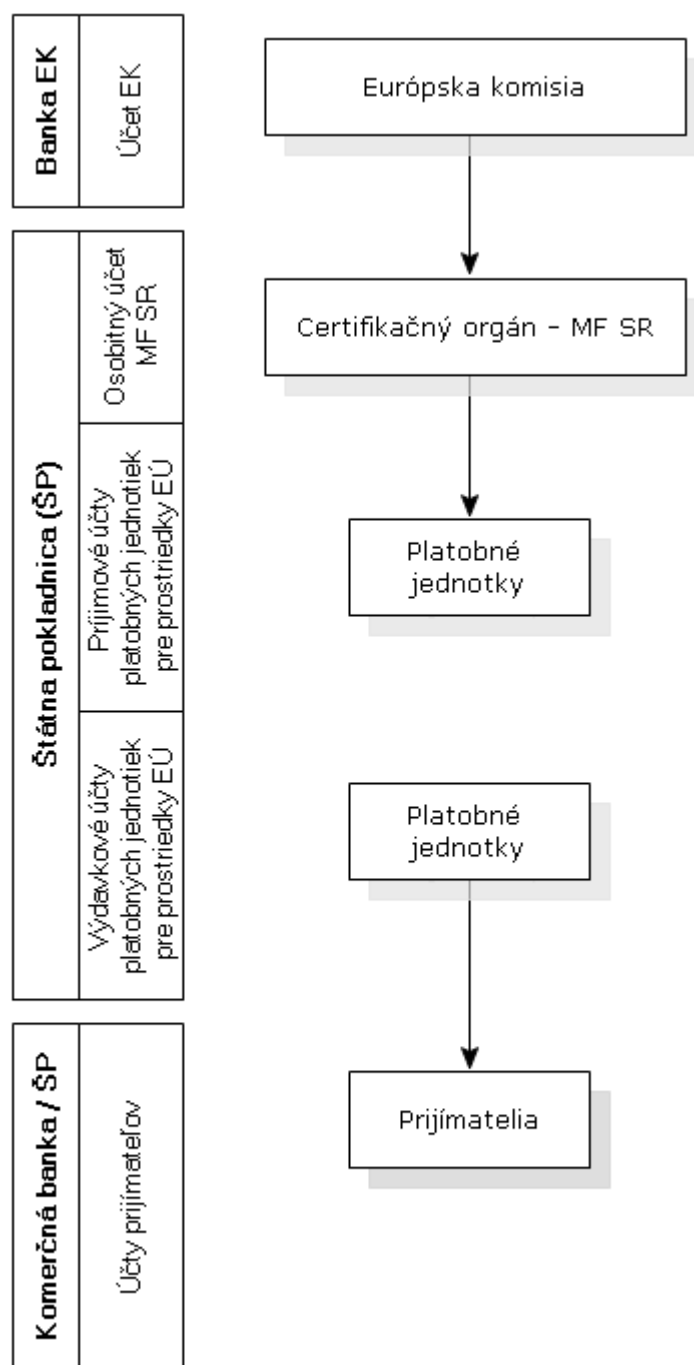 Banka EK
Účet EK
Európska komisia
Štátna pokladnica (ŠP)
Osobitný účet
MF SR
Certifikačný orgán – MF SR
Príjimové účty
platobných jednotiek
pre prostriedky EÚ
Platobné
jednotky
Výdavkové účty
platobných jednotiek
pre prostriedky EÚ
Platobné
jednotky
Komerčná banka / ŠP
Účty prijímateľov
Prijímatelia